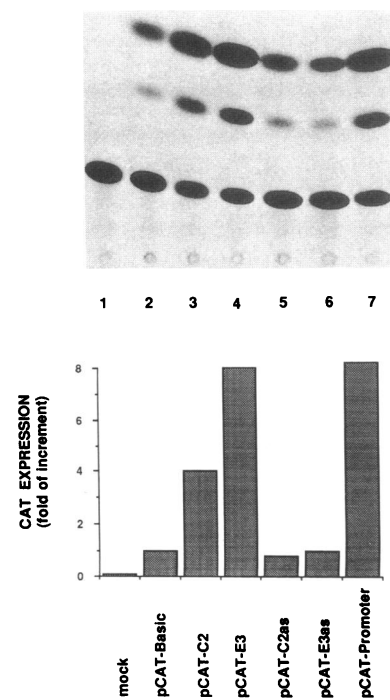 1 2 3 4 5 6 7
CAT EXPRESSION
(fold of increment)
8
6
4
2
0
mock
pCAT-Basic
pCAT-C2
pCAT-E3
pCAT-C2as
pCAT-E3as
pCAT-Promoter